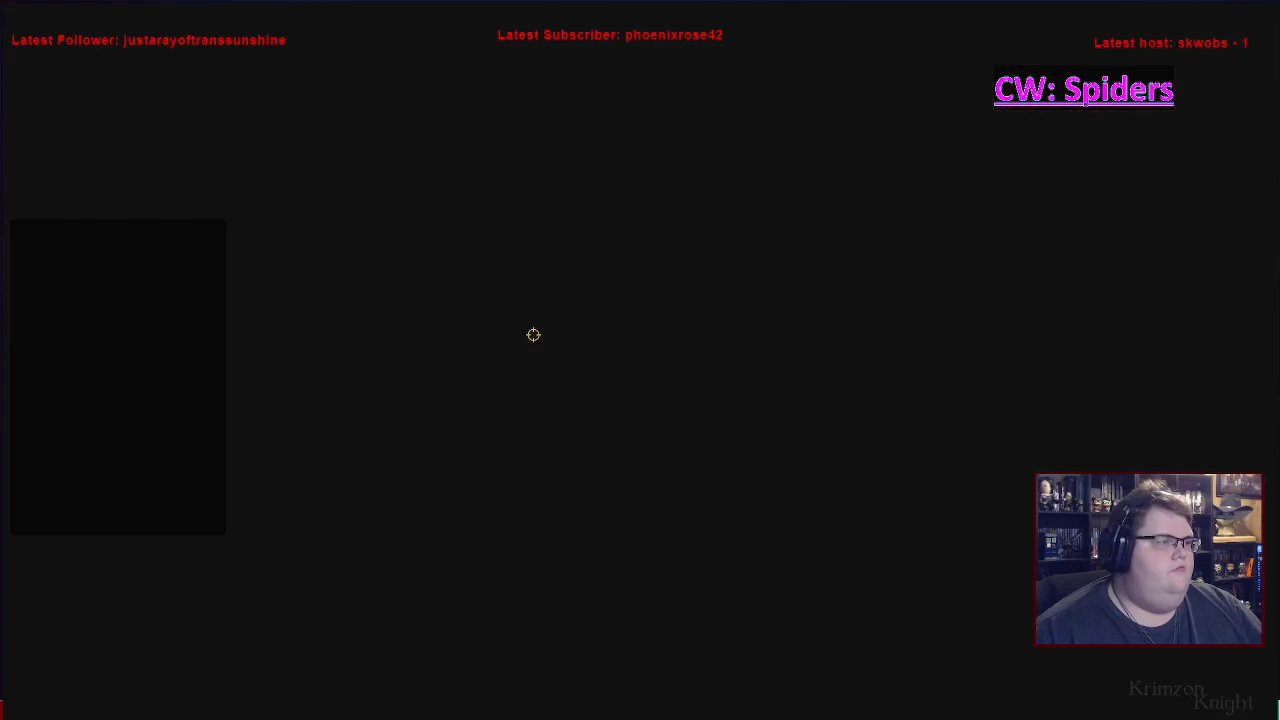 Latest Follower: justarayoftranssunshine
Latest Subscriber: phoenixrose42
Latest host: skwobs - 1
CW: Spiders
Krimzon
Knight